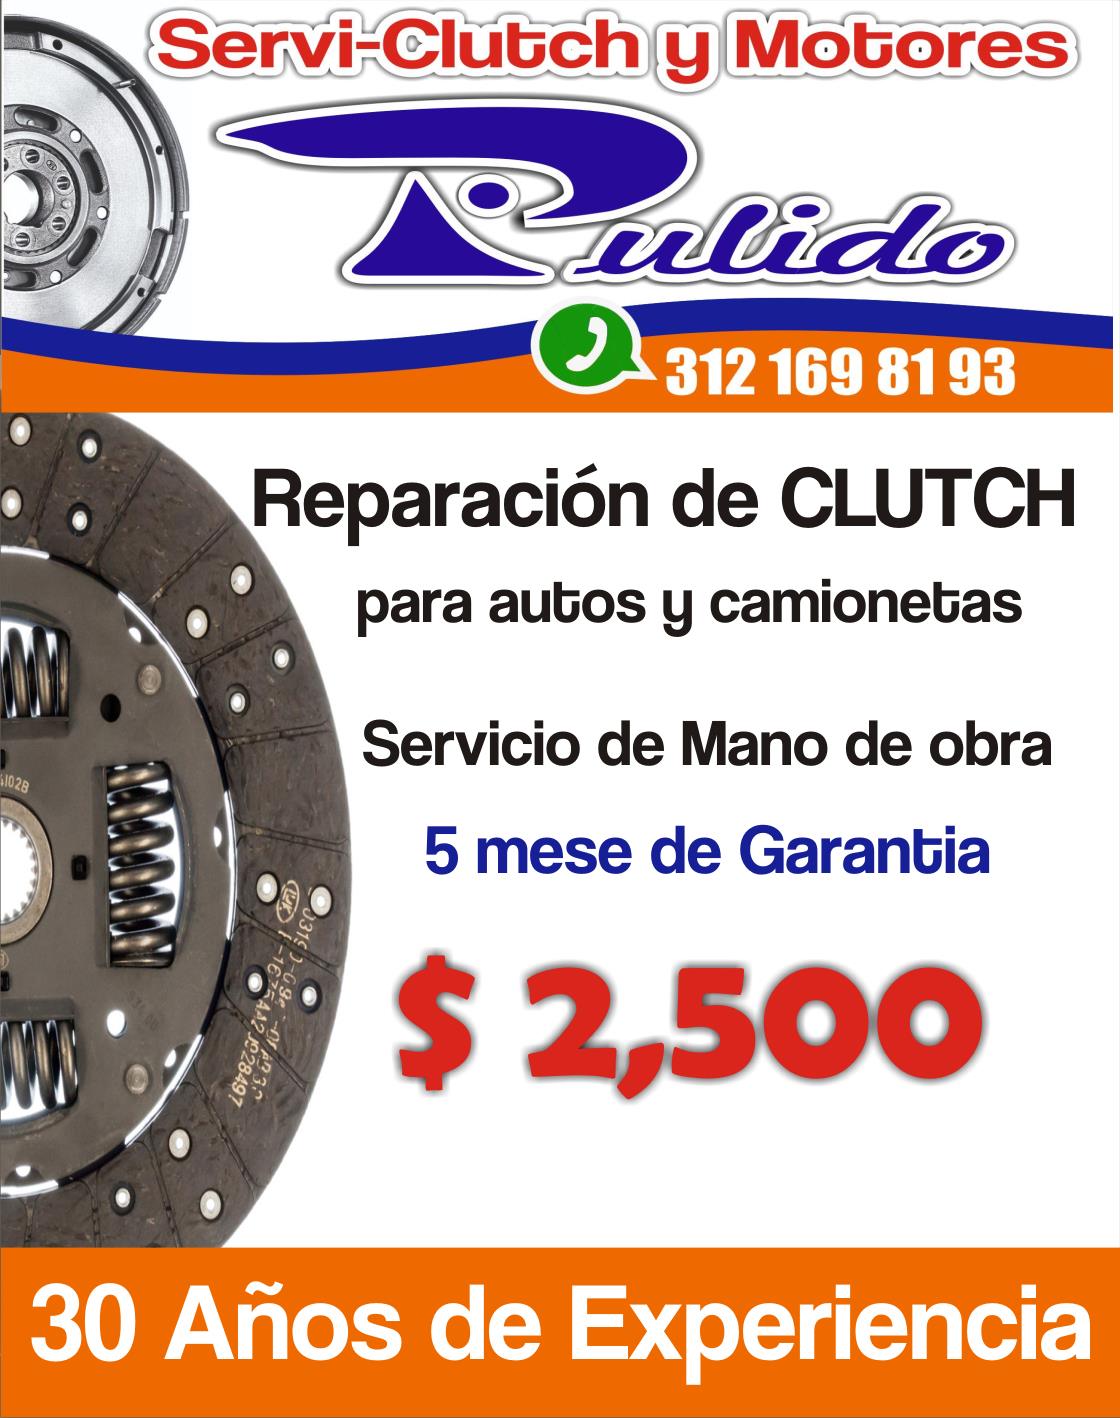 Servi-Clutch y Motores
Pulido
312 169 81 93
Reparación de CLUTCH
para autos y camionetas
Servicio de Mano de obra
5 mese de Garantia
$ 2,500
30 Años de Experiencia